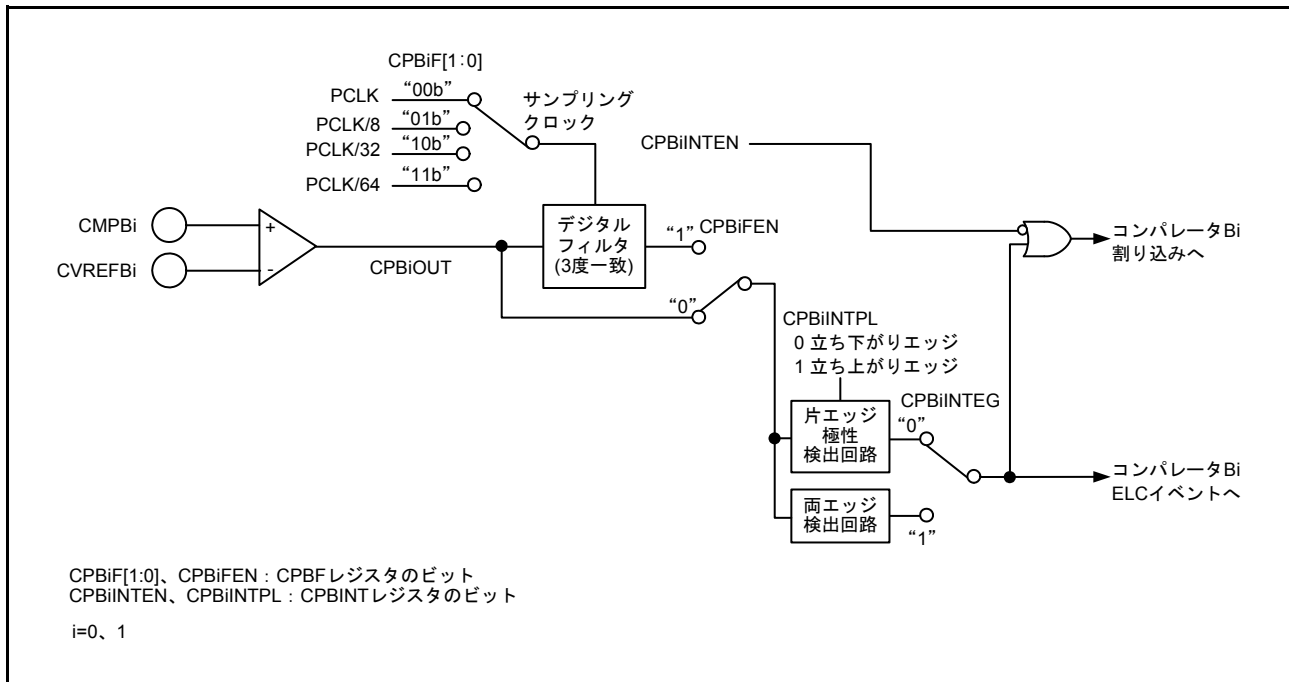 CPBiF[1:0]
PCLK
“00b”
PCLK/8
“01b”
PCLK/32
“10b”
PCLK/64
“11b”
サンプリング
クロック
CPBiINTEN
CMPBi
CVREFBi
+
-
CPBiOUT
デジタル
フィルタ
(3度一致)
“1”
CPBiFEN
“0”
コンパレータBi
割り込みへ
CPBiINTPL
0 立ち下がりエッジ
1 立ち上がりエッジ
片エッジ
極性
検出回路
CPBiINTEG
“0”
両エッジ
検出回路
“1”
コンパレータBi
ELCイベントへ
CPBiF[1:0]、CPBiFEN：CPBFレジスタのビット
CPBiINTEN、CPBiINTPL：CPBINTレジスタのビット
i=0、1